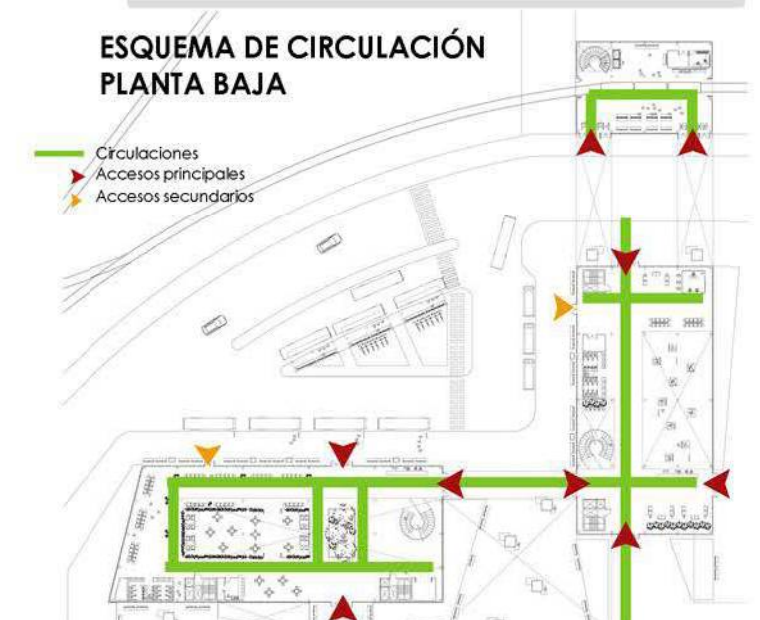 ESQUEMA DE CIRCULACIÓN
PLANTA BAJA
Circulaciones
Accesos principales
Accesos secundarios